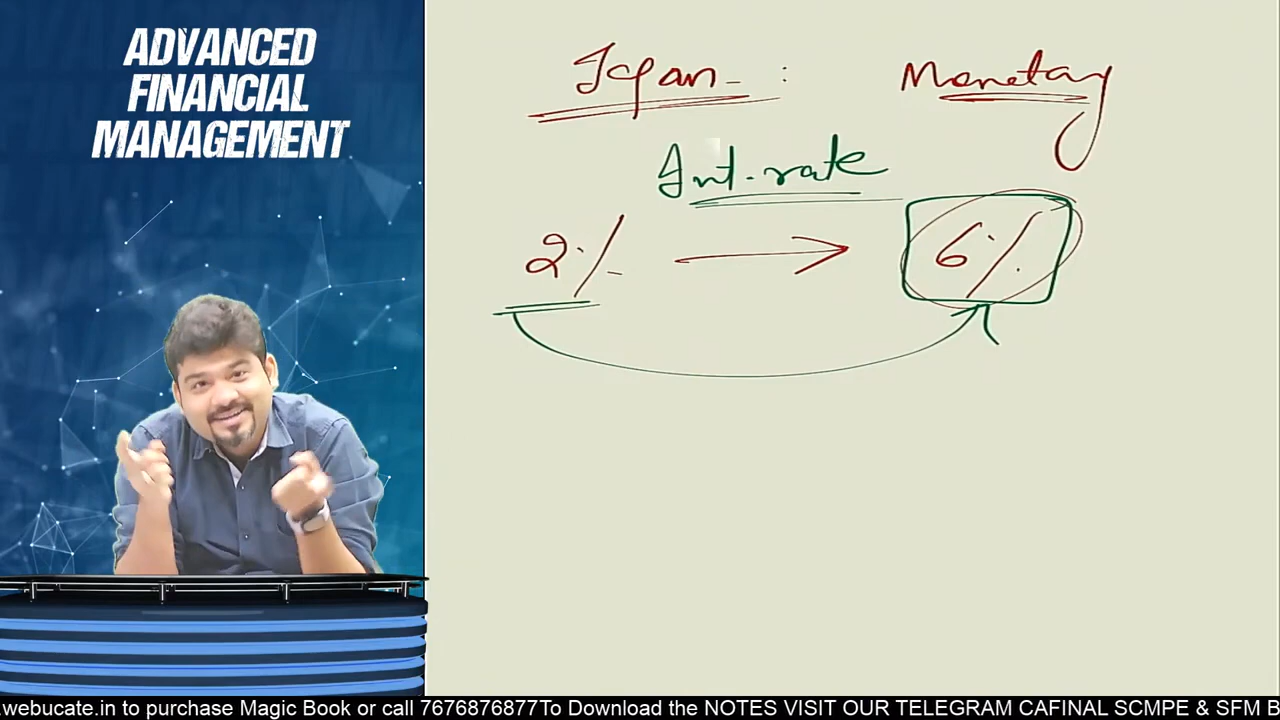 ADVANCED
FINANCIAL
MANAGEMENT
Japan : Monetary
Int. rate
2% → 6%
.webucate.in to purchase Magic Book or call 7676876877To Download the NOTES VISIT OUR TELEGRAM CAFINAL SCMPE & SFM B